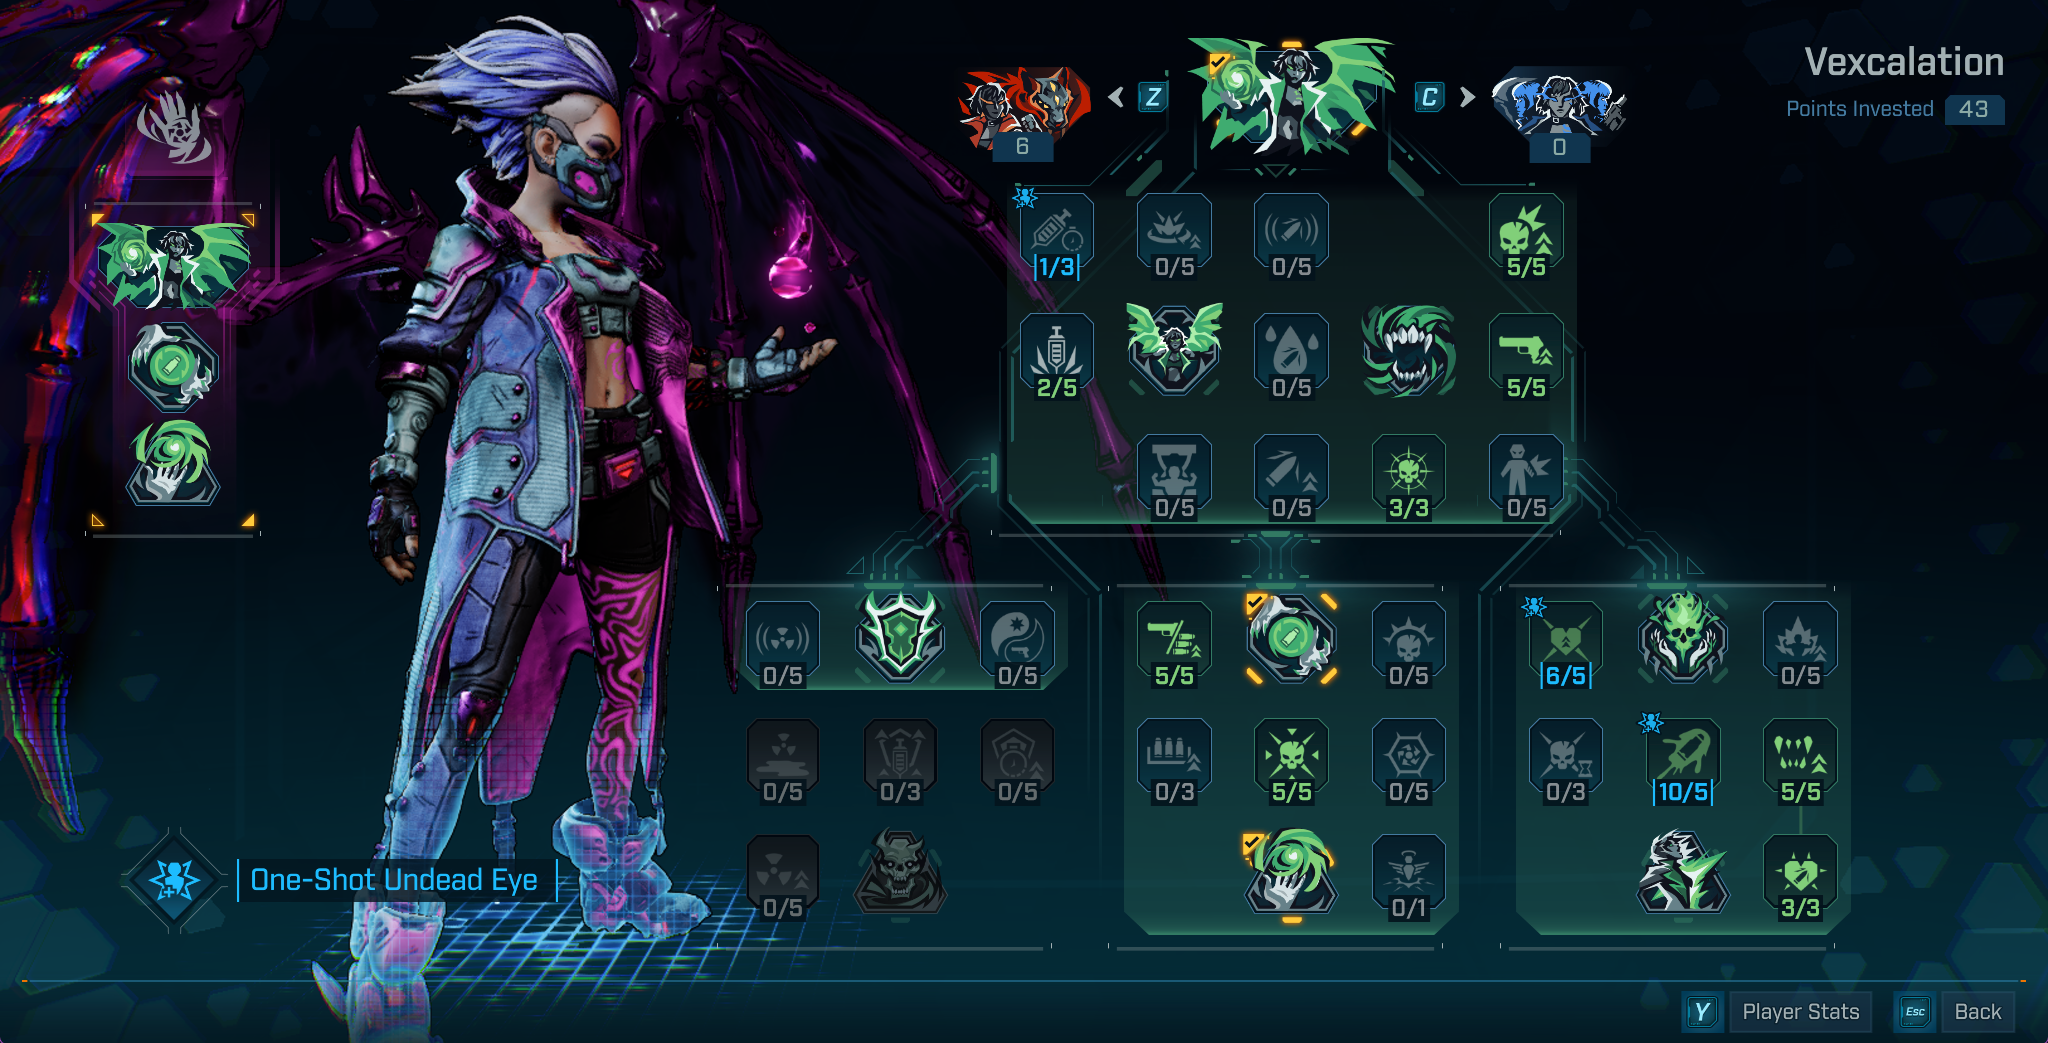 Vexcalation
Points Invested 43
6 Z C 0
1/3 0/5 0/5 5/5
2/5 0/5 5/5
0/5 0/5 3/3 0/5
0/5 0/5
0/5 0/3 0/5
0/5
5/5 0/5
0/3 5/5 0/5
0/1
6/5 0/5
0/3 10/5 5/5
3/3
One-Shot Undead Eye
Y Player Stats Esc Back